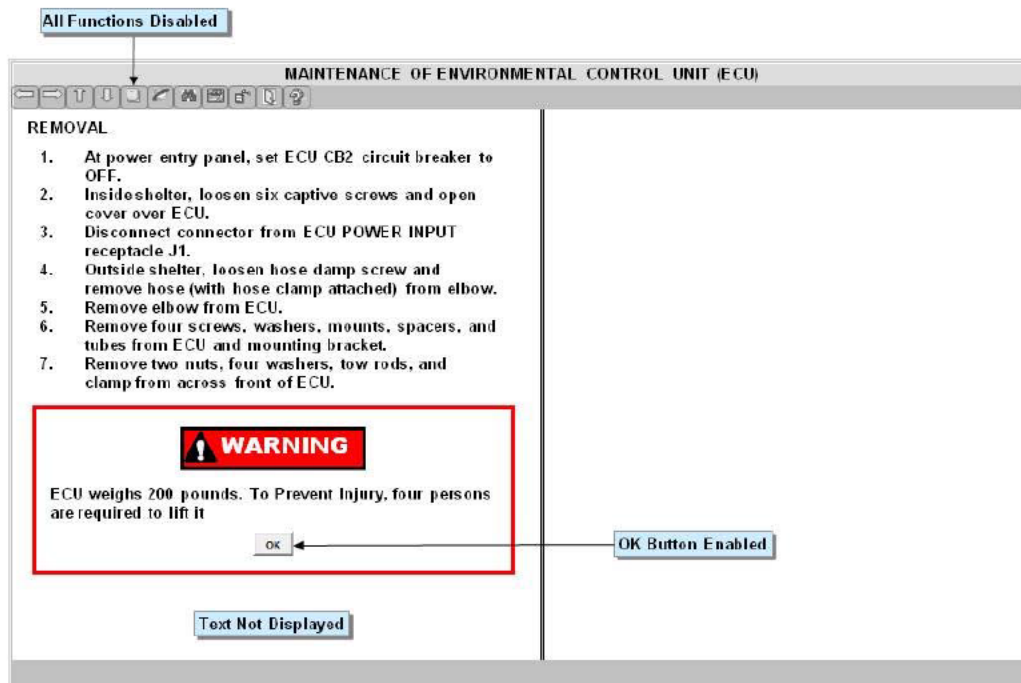 All Functions Disabled
MAINTENANCE OF ENVIRONMENTAL CONTROL UNIT (ECU)
REMOVAL
1. At power entry panel, set ECU CB2 circuit breaker to
OFF.
2. Inside shelter, loosen six captive screws and open
cover over ECU.
3. Disconnect connector from ECU POWER INPUT
receptacle J1.
4. Outside shelter, loosen hose damp screw and
remove hose (with hose clamp attached) from elbow.
5. Remove elbow from ECU.
6. Remove four screws, washers, mounts, spacers, and
tubes from ECU and mounting bracket.
7. Remove two nuts, four washers, tow rods, and
clamp from across front of ECU.
WARNING
ECU weighs 200 pounds. To Prevent Injury, four persons
are required to lift it
OK
OK Button Enabled
Text Not Displayed